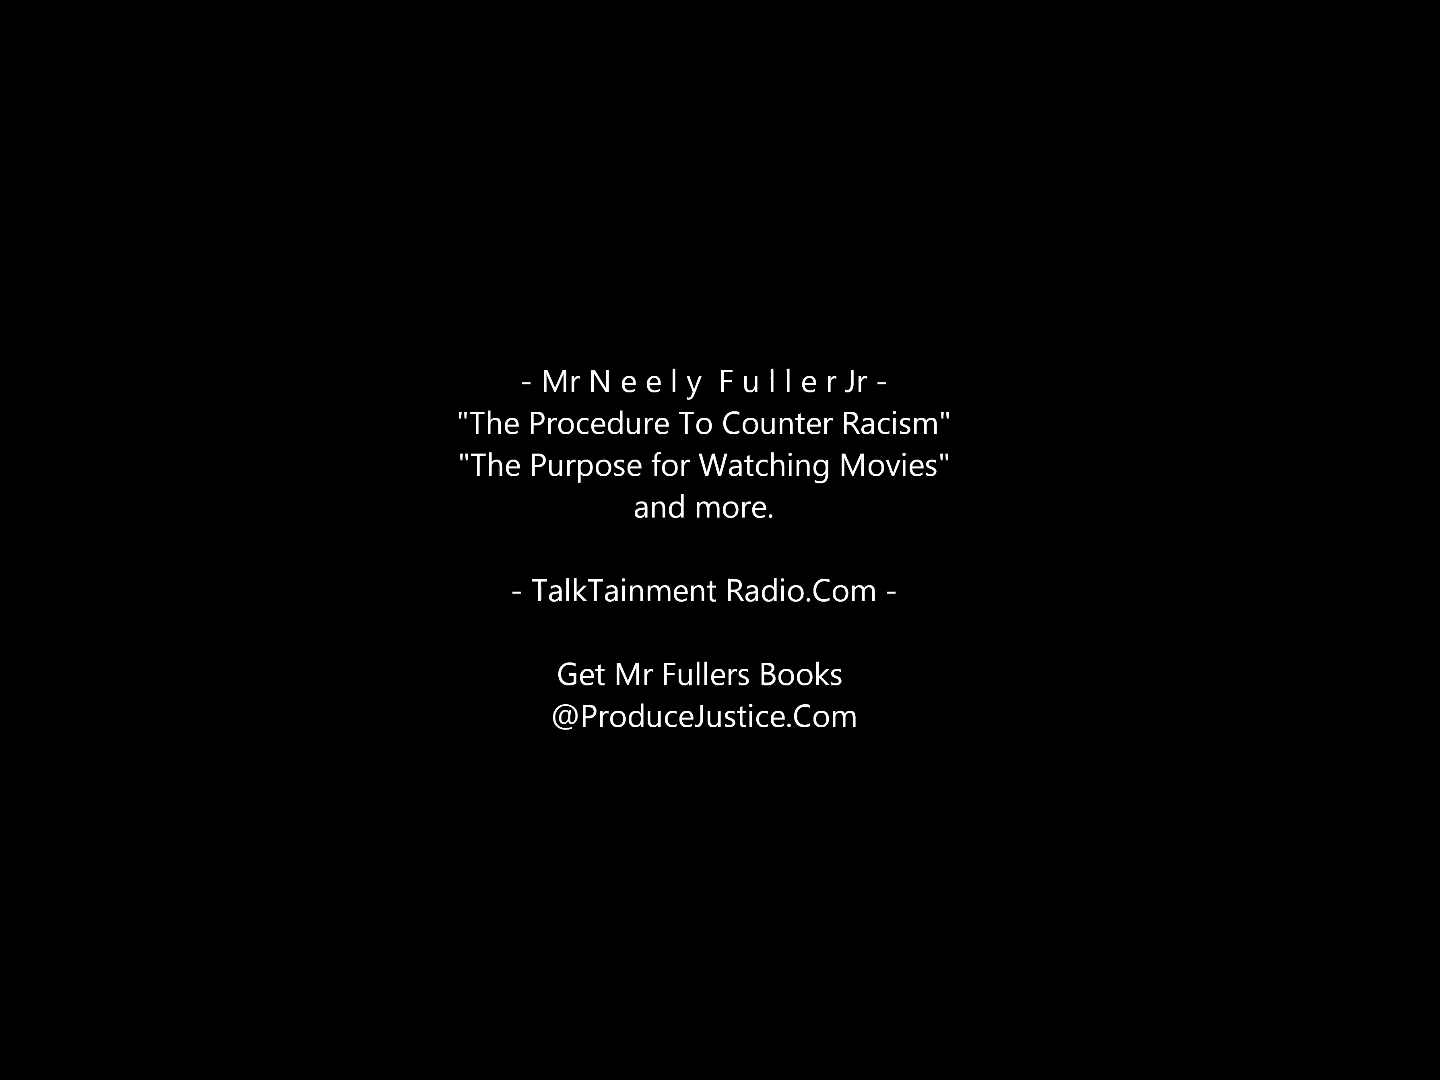 - Mr N e e l y  F u l l e r Jr -
"The Procedure To Counter Racism"
"The Purpose for Watching Movies"
and more.
- TalkTainment Radio.Com -
Get Mr Fullers Books
@ProduceJustice.Com